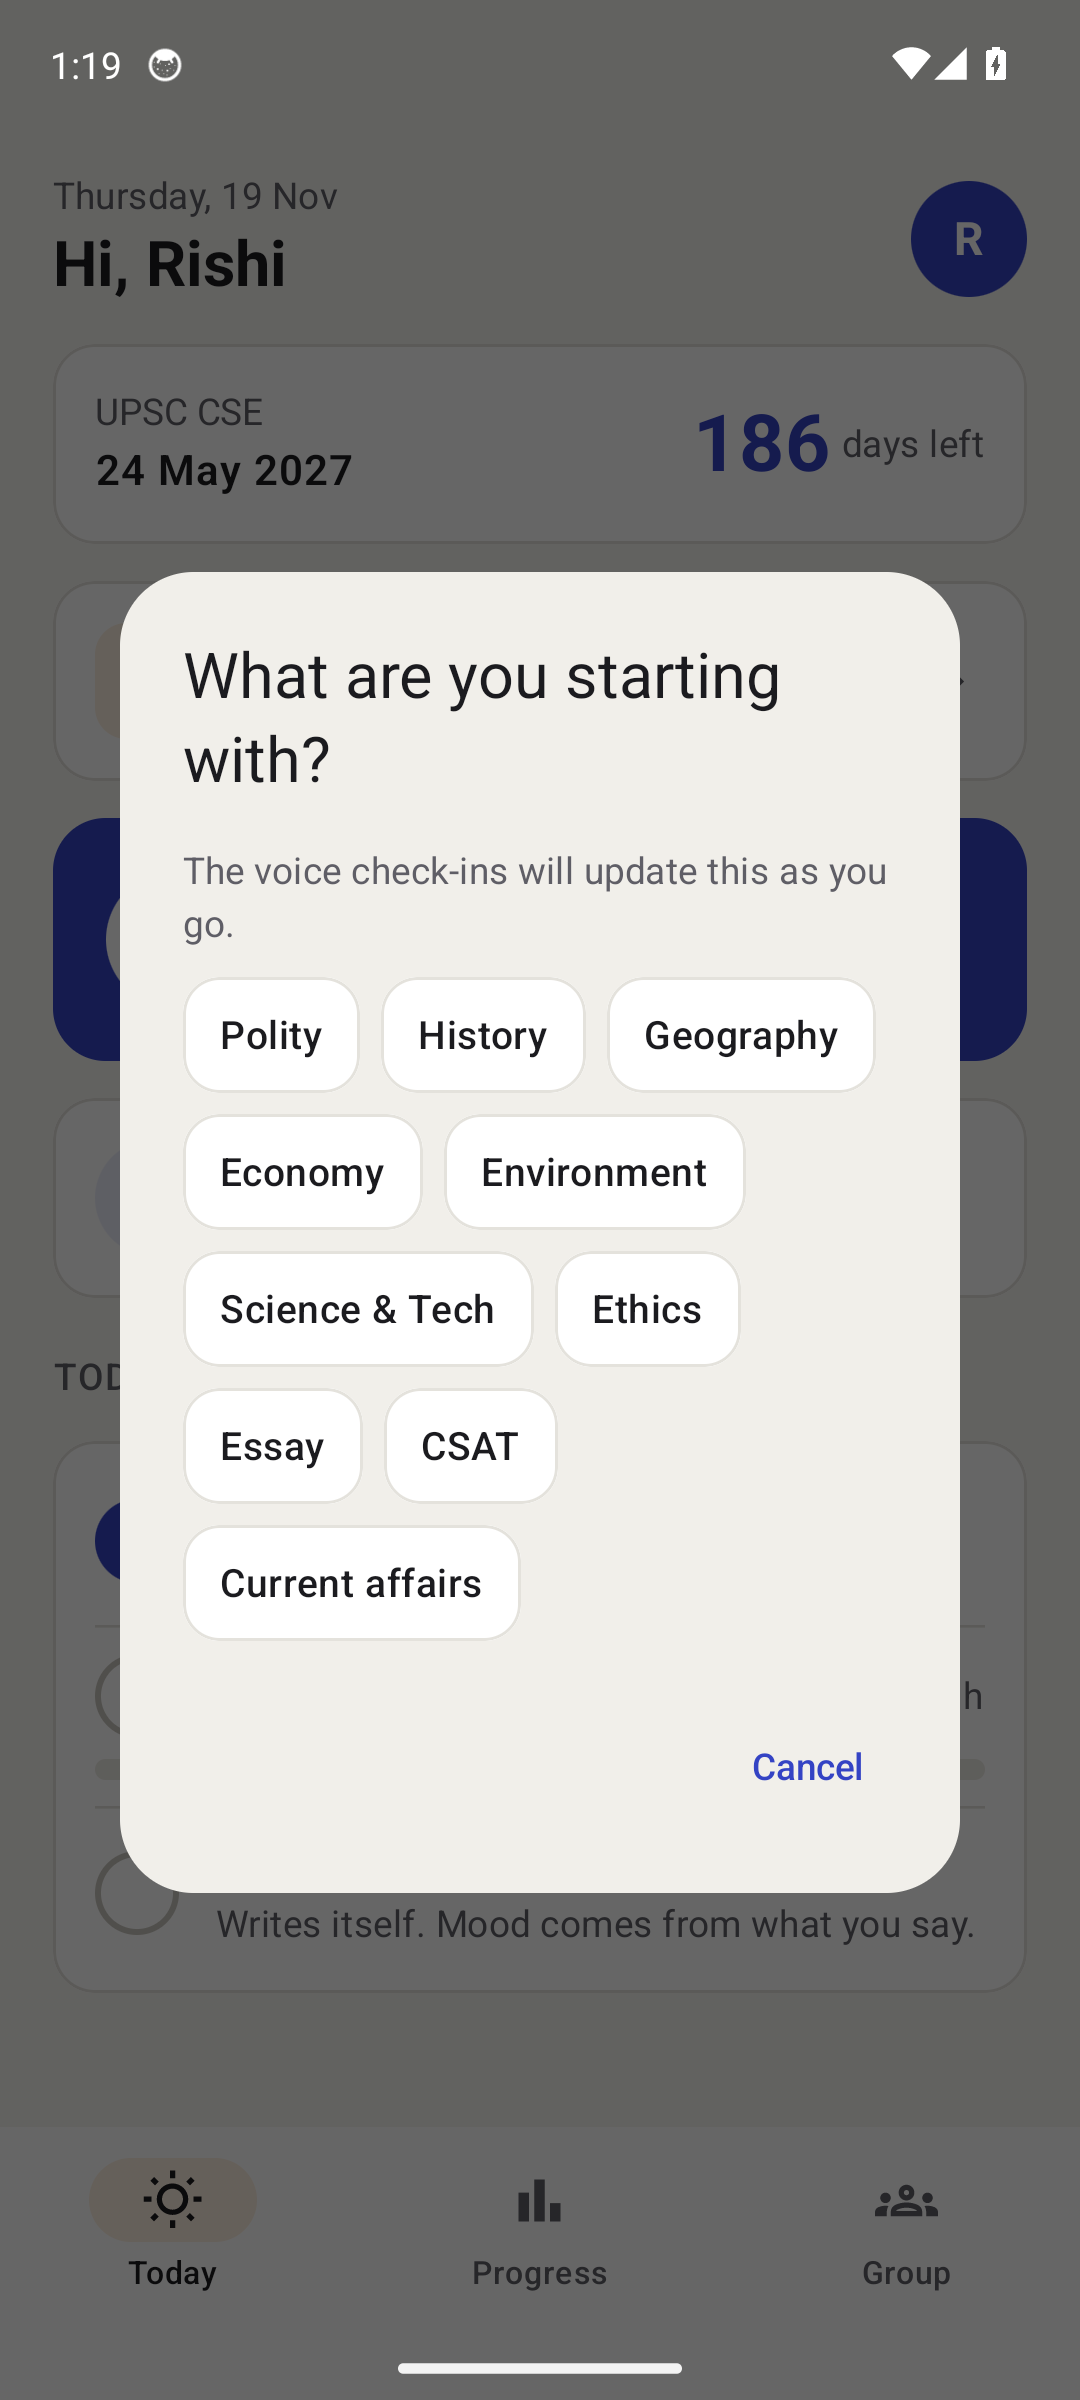 1:19
Thursday, 19 Nov
Hi, Rishi
R
UPSC CSE
24 May 2027
186 days left
What are you starting
with?
The voice check-ins will update this as you
go.
Polity
History
Geography
Economy
Environment
Science & Tech
Ethics
TOD
Essay
CSAT
Current affairs
h
Cancel
Writes itself. Mood comes from what you say.
Today
Progress
Group